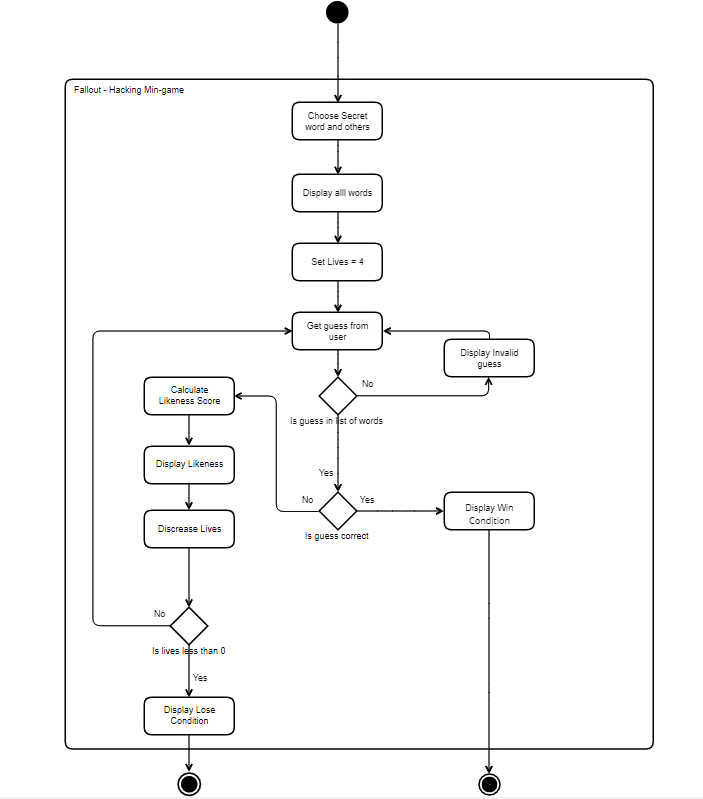 Fallout - Hacking Min-game
Choose Secret
word and others
Display alll words
Set Lives = 4
Get guess from
user
Display Invalid
guess
No
Is guess in list of words
Calculate
Likeness Score
Display Likeness
Yes
No
Yes
Is guess correct
Display Win
Condition
Discrease Lives
No
Is lives less than 0
Yes
Display Lose
Condition